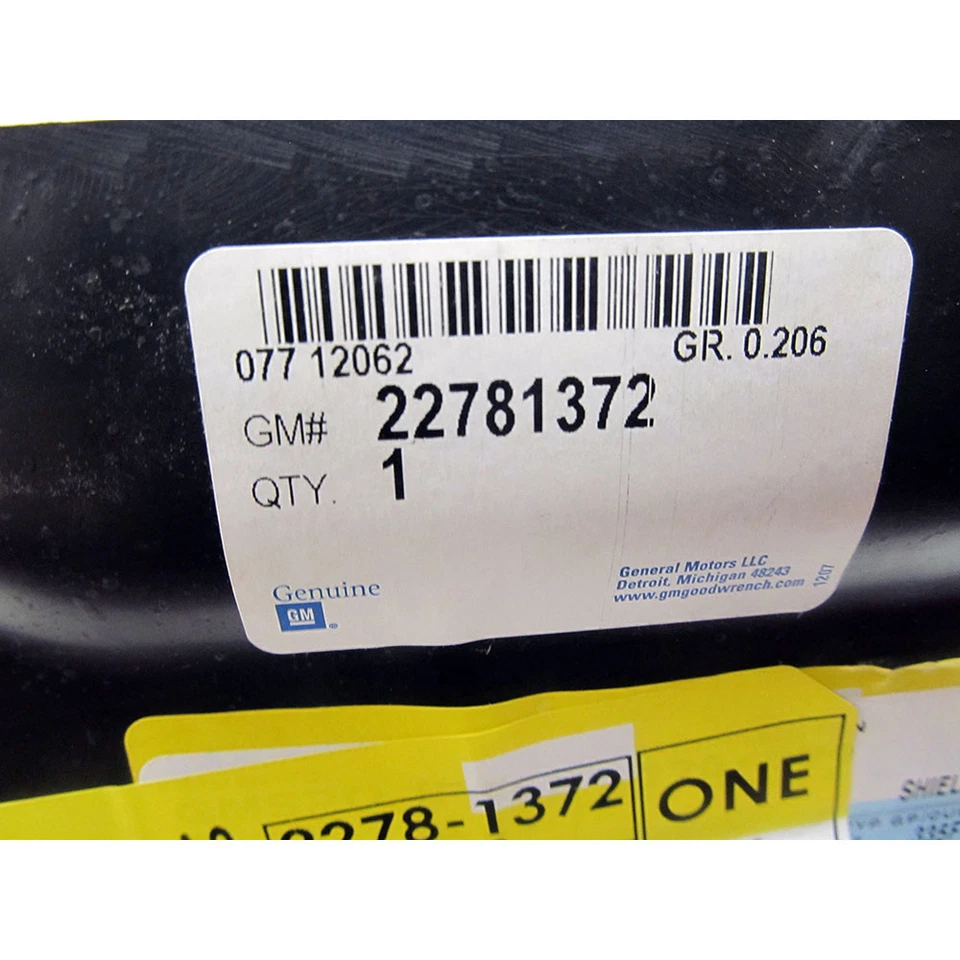 077 12062 GR. 0.206
GM# 22781372
QTY. 1
Genuine
GM
General Motors LLC
Detroit, Michigan 48243
www.gmgoodwrench.com
1207
2278-1372 ONE
SHIEL